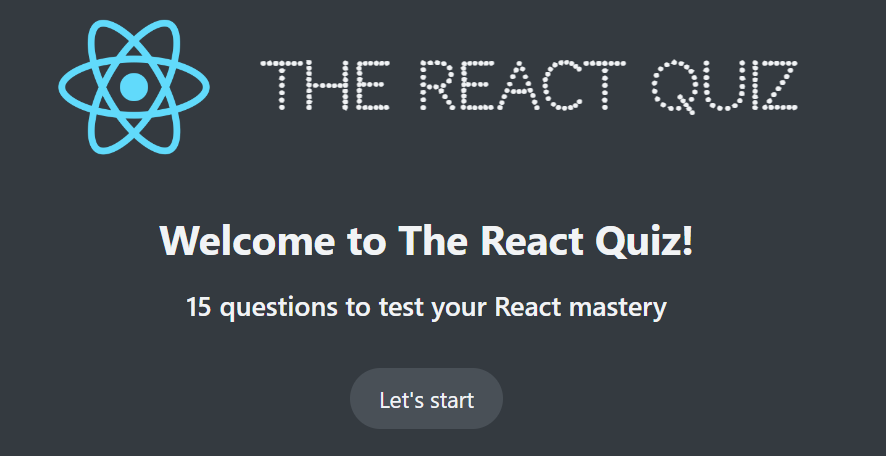 THE REACT QUIZ
Welcome to The React Quiz!
15 questions to test your React mastery
Let's start